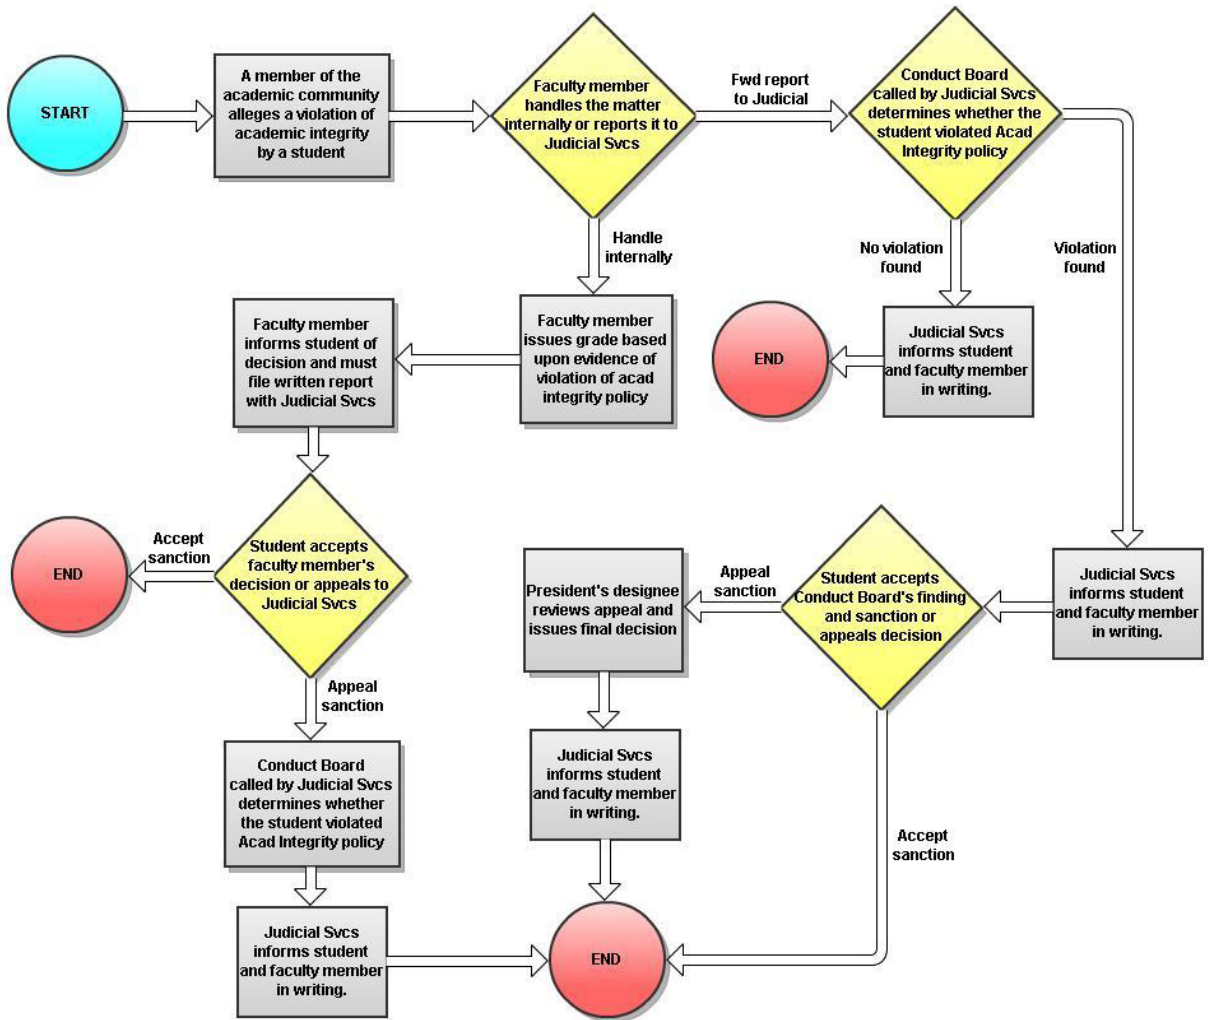 START
A member of the
academic community
alleges a violation of
academic integrity
by a student
Faculty member
handles the matter
internally or reports it to
Judicial Svcs
Fwd report
to Judicial
Conduct Board
called by Judicial Svcs
determines whether the
student violated Acad
Integrity policy
Handle
internally
No violation
found
Violation
found
Faculty member
informs student of
decision and must
file written report
with Judicial Svcs
Faculty member
issues grade based
upon evidence of
violation of acad
integrity policy
END
Judicial Svcs
informs student
and faculty member
in writing.
END
Accept
sanction
Student accepts
faculty member's
decision or appeals to
Judicial Svcs
President's designee
reviews appeal and
issues final decision
Appeal
sanction
Student accepts
Conduct Board's finding
and sanction or
appeals decision
Judicial Svcs
informs student
and faculty member
in writing.
Appeal
sanction
Conduct Board
called by Judicial Svcs
determines whether
the student violated
Acad Integrity policy
Judicial Svcs
informs student
and faculty member
in writing.
Accept
sanction
Judicial Svcs
informs student
and faculty member
in writing.
END